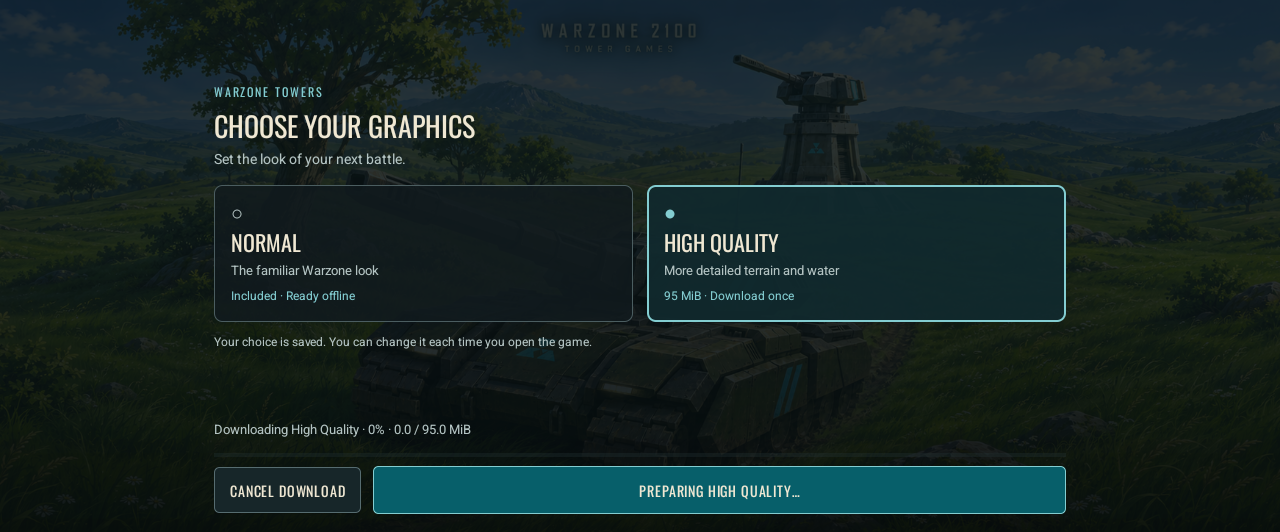 WARZONE 2100
TOWER GAMES
WARZONE TOWERS
CHOOSE YOUR GRAPHICS
Set the look of your next battle.
NORMAL
The familiar Warzone look
Included · Ready offline
HIGH QUALITY
More detailed terrain and water
95 MiB · Download once
Your choice is saved. You can change it each time you open the game.
Downloading High Quality · 0% · 0.0 / 95.0 MiB
CANCEL DOWNLOAD
PREPARING HIGH QUALITY…